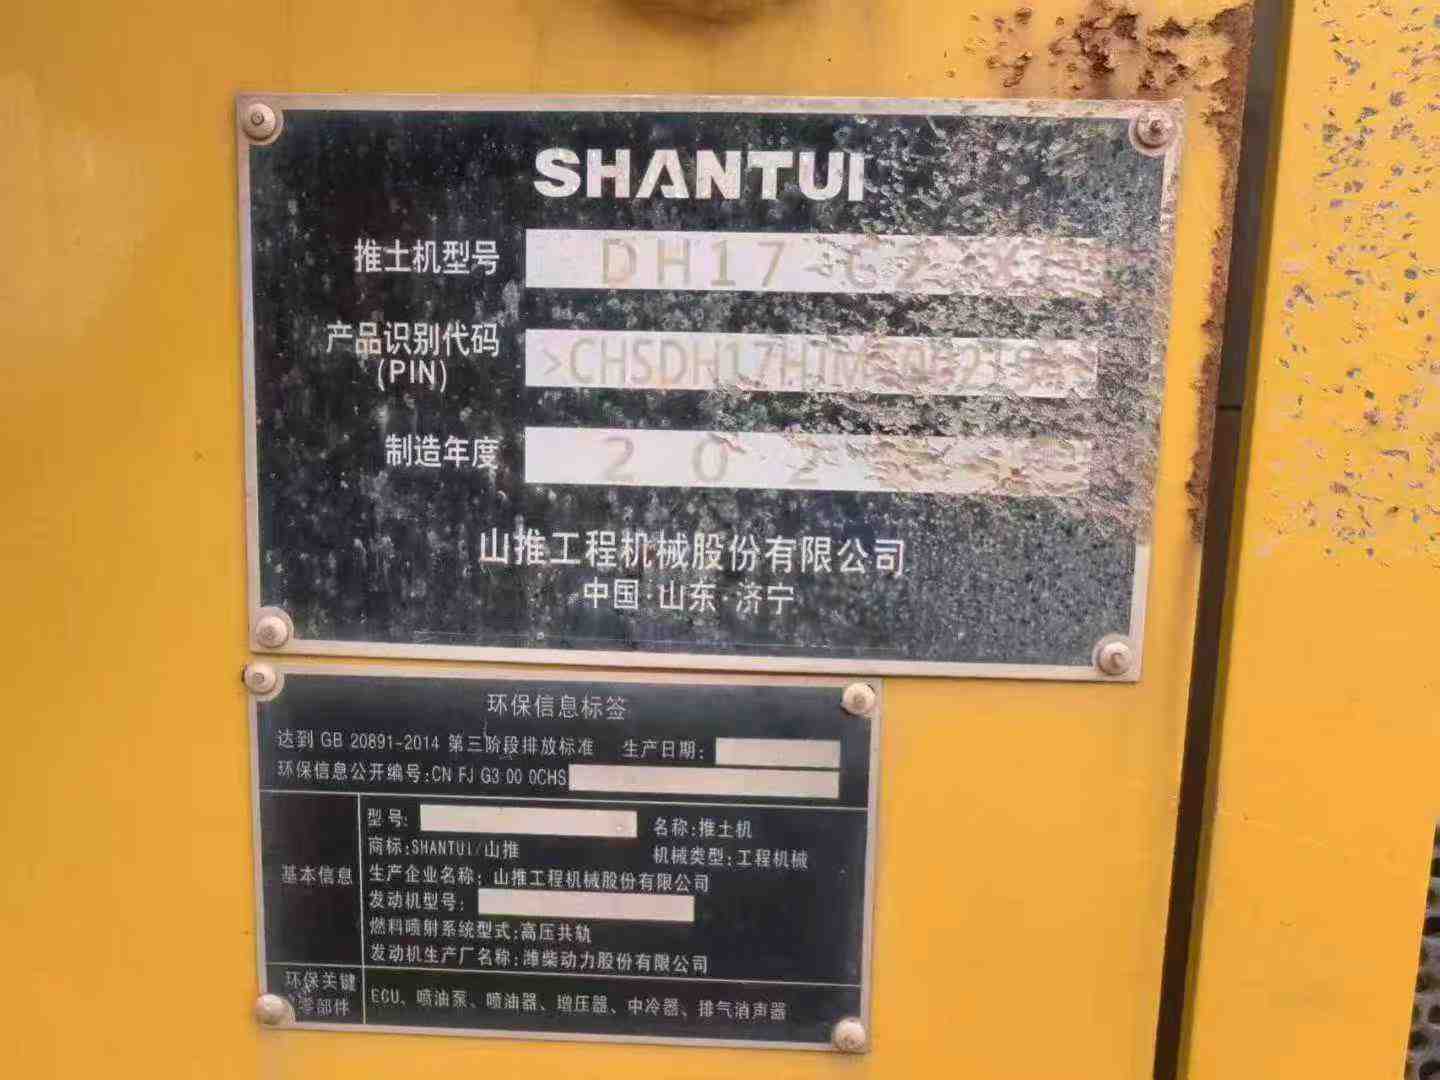 SHANTUI
推土机型号 DH17 C2
产品识别代码
(PIN) >CHSDH17HJM
制造年度 202
山推工程机械股份有限公司
中国·山东·济宁
环保信息标签
达到 GB 20891-2014 第三阶段排放标准 生产日期:
环保信息公开编号:CN FJ G3 00 0CHS
基本信息
型号:
名称:推土机
商标:SHANTUI/山推
机械类型:工程机械
生产企业名称: 山推工程机械股份有限公司
发动机型号:
燃料喷射系统型式:高压共轨
发动机生产厂名称:潍柴动力股份有限公司
环保关键
零部件
ECU、喷油泵、喷油器、增压器、中冷器、排气消声器